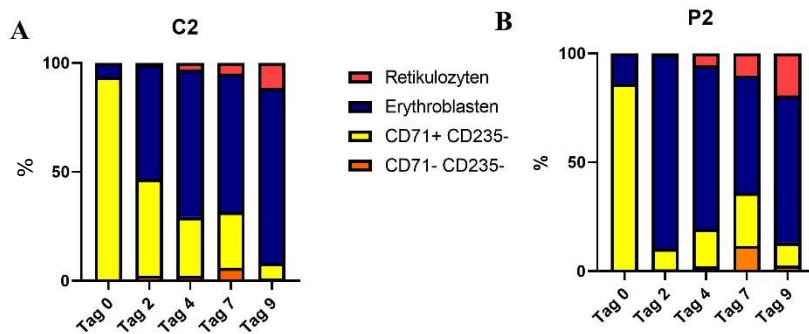 A
C2
100
50
0
%
Tag 0
Tag 2
Tag 4
Tag 7
Tag 9
Retikulozyten
Erythroblasten
CD71+ CD235-
CD71- CD235-
B
P2
100
50
0
%
Tag 0
Tag 2
Tag 4
Tag 7
Tag 9